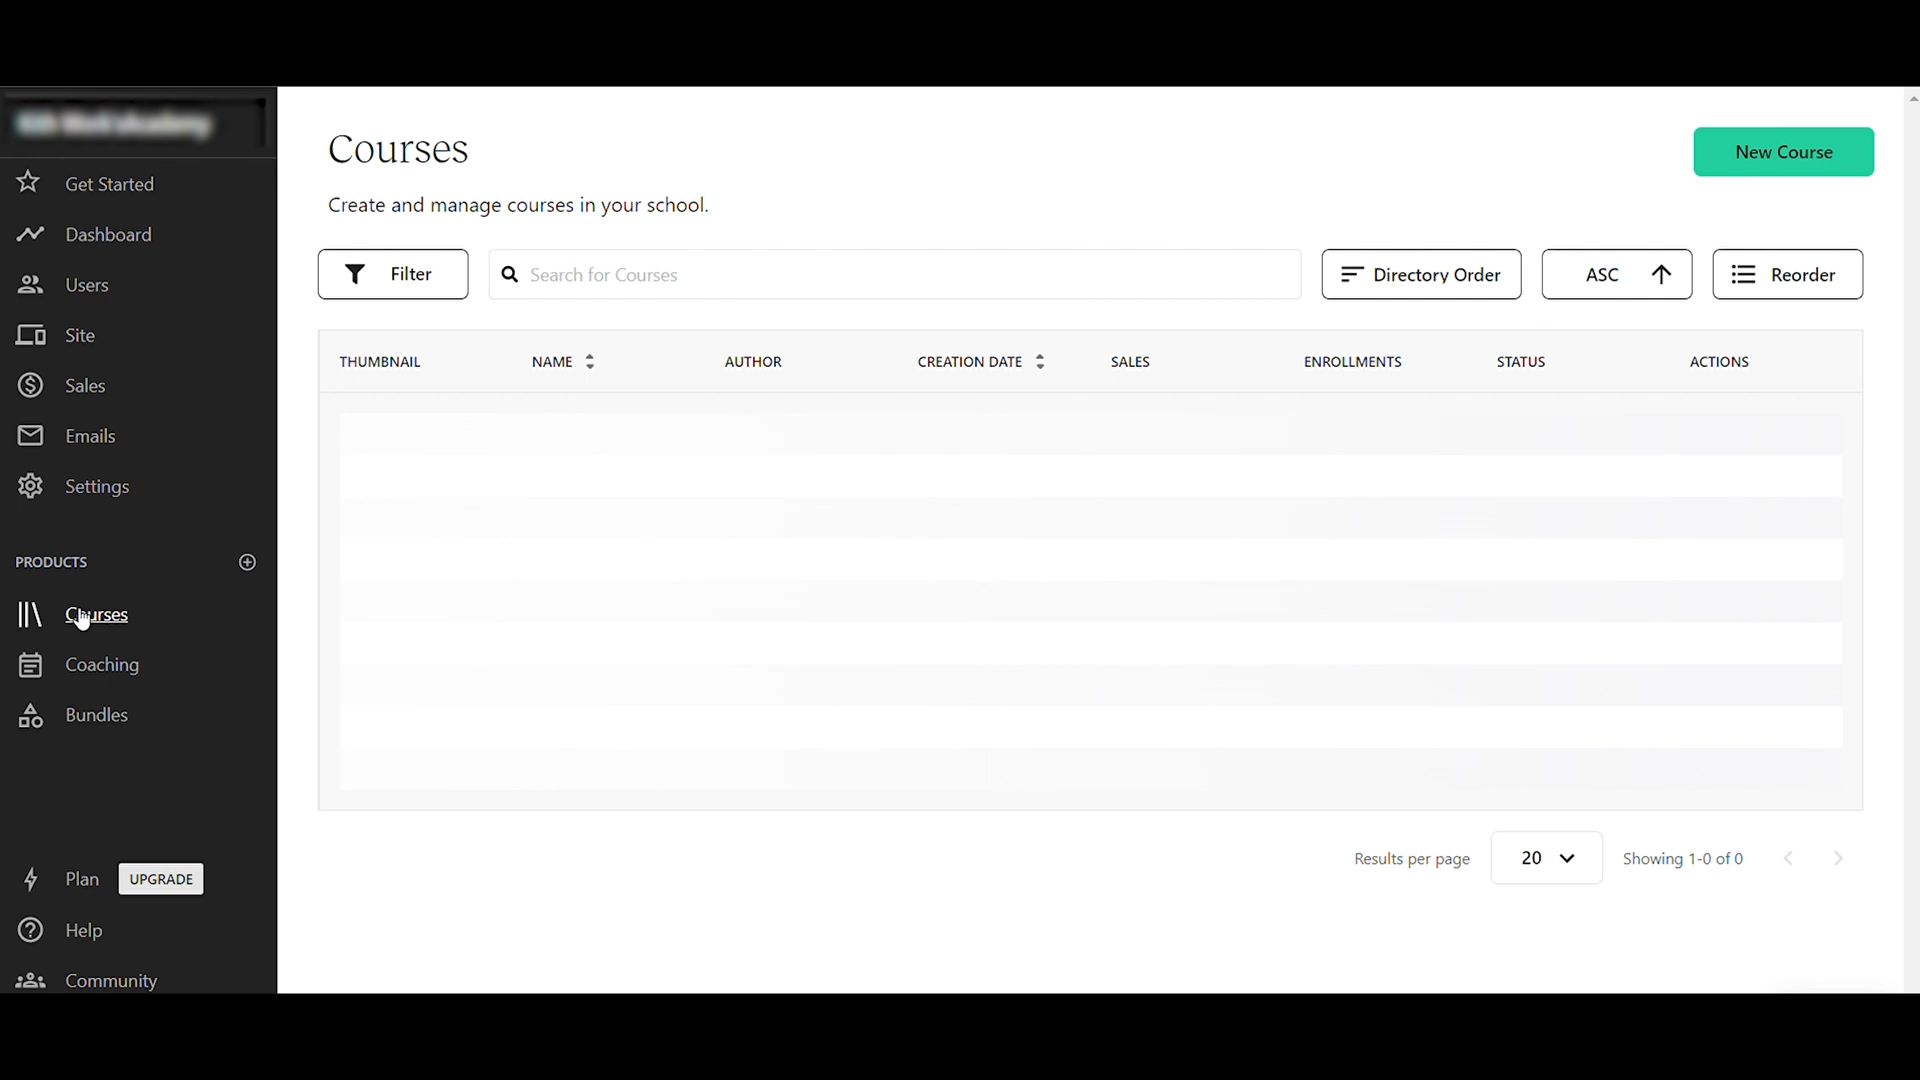 Get Started
Dashboard
Users
Site
Sales
Emails
Settings
PRODUCTS
Courses
Coaching
Bundles
Plan UPGRADE
Help
Community
Courses
New Course
Create and manage courses in your school.
Filter Search for Courses Directory Order ASC Reorder
THUMBNAIL NAME AUTHOR CREATION DATE SALES ENROLLMENTS STATUS ACTIONS
Results per page 20 Showing 1-0 of 0